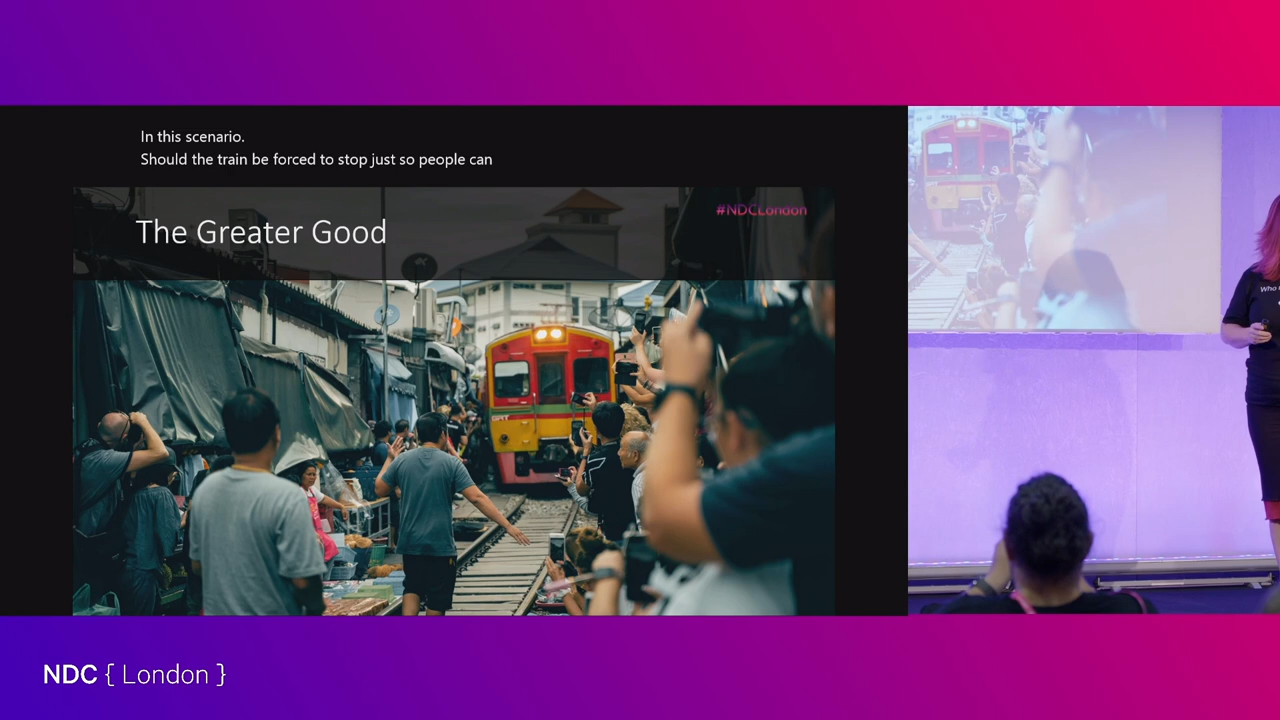 In this scenario.
Should the train be forced to stop just so people can
The Greater Good
#NDCLondon
Who
NDC { London }